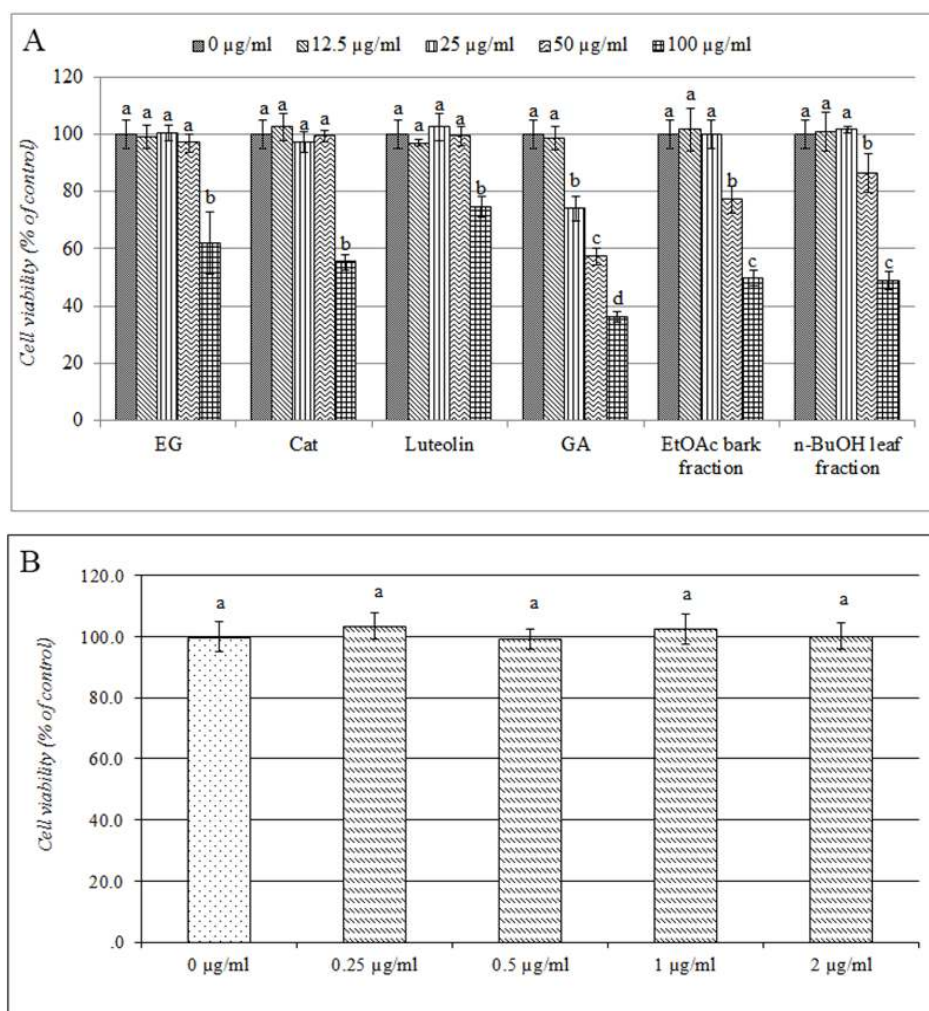 A
0 µg/ml 12.5 µg/ml 25 µg/ml 50 µg/ml 100 µg/ml
120
100
80
60
40
20
0
Cell viability (% of control)
a a a a b
a a a a b
a a a a b
a a b c d
a a a b c
a a a b c
EG Cat Luteolin GA EtOAc bark fraction n-BuOH leaf fraction
B
120.0
100.0
80.0
60.0
40.0
20.0
.0
Cell viability (% of control)
a a a a a
0 µg/ml 0.25 µg/ml 0.5 µg/ml 1 µg/ml 2 µg/ml